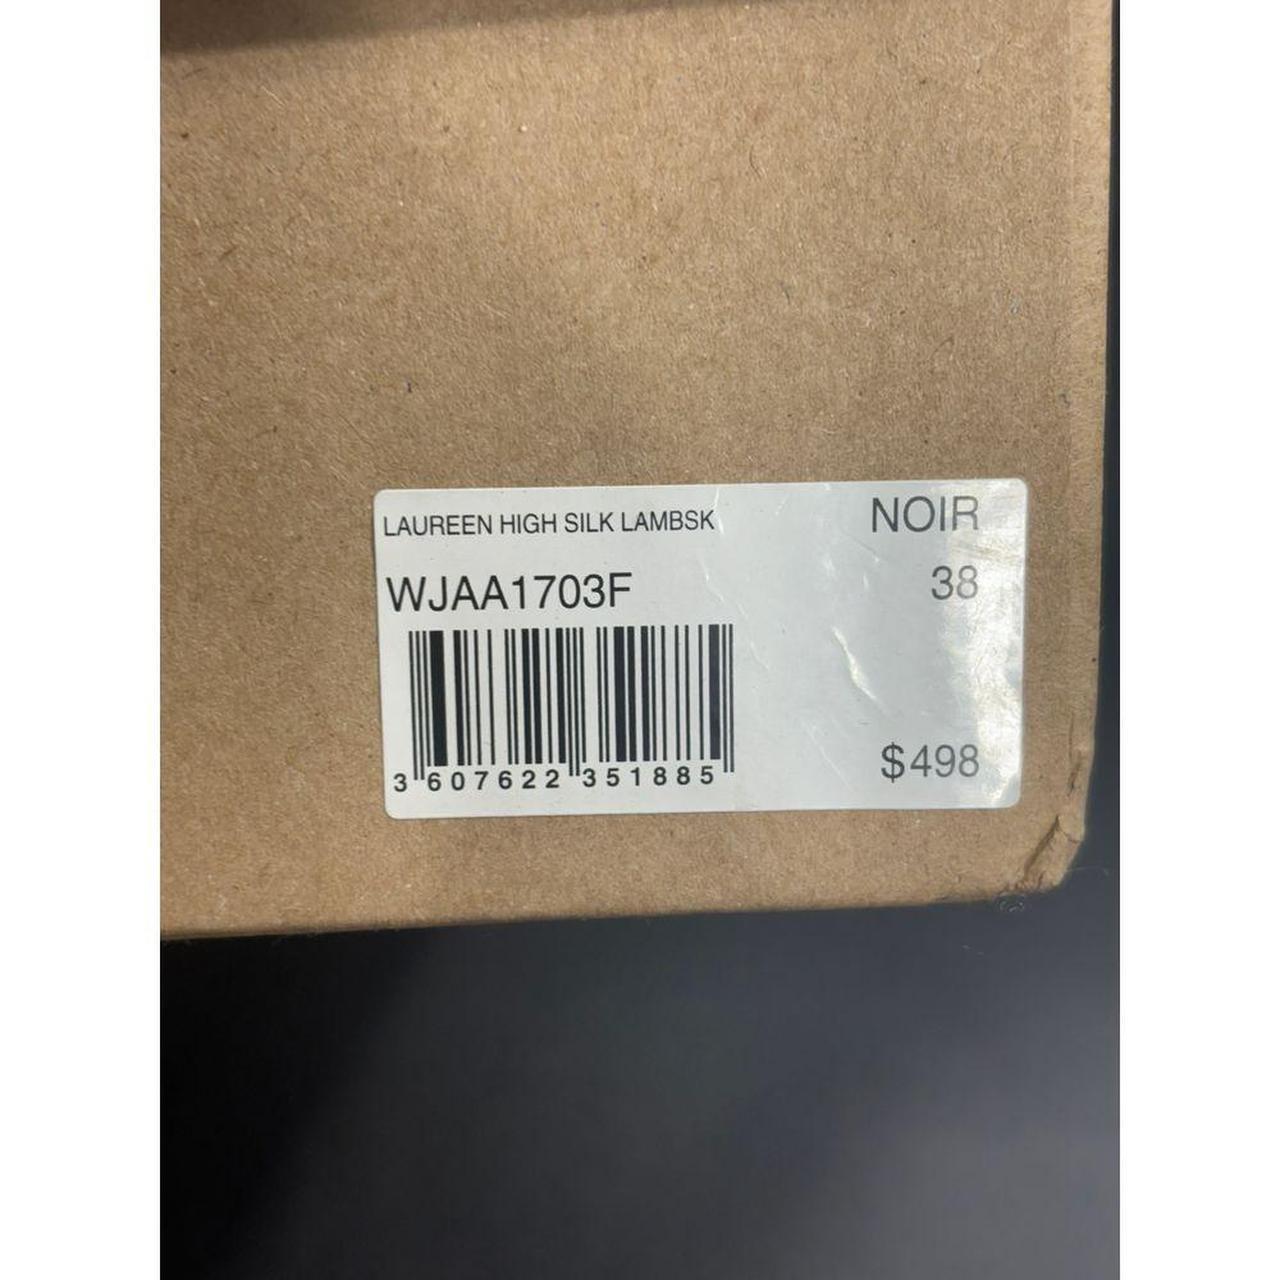 LAUREEN HIGH SILK LAMBSK
NOIR
WJAA1703F
38
3 607622 351885
$498